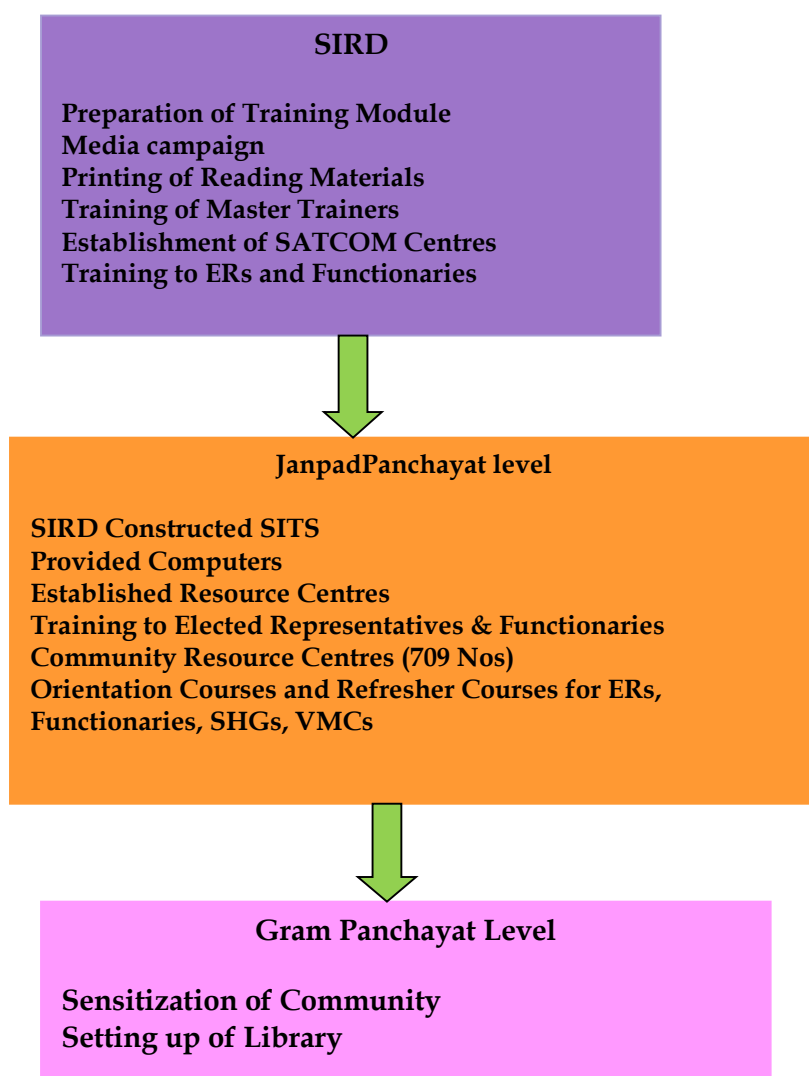 SIRD
Preparation of Training Module
Media campaign
Printing of Reading Materials
Training of Master Trainers
Establishment of SATCOM Centres
Training to ERs and Functionaries
JanpadPanchayat level
SIRD Constructed SITS
Provided Computers
Established Resource Centres
Training to Elected Representatives & Functionaries
Community Resource Centres (709 Nos)
Orientation Courses and Refresher Courses for ERs,
Functionaries, SHGs, VMCs
Gram Panchayat Level
Sensitization of Community
Setting up of Library